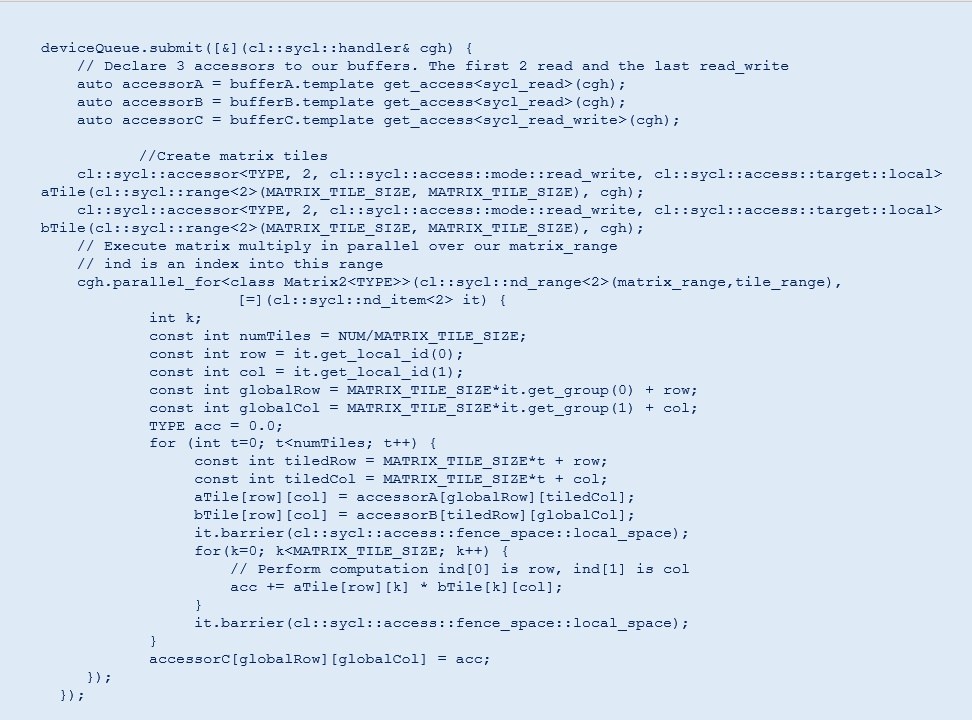 deviceQueue.submit([&](cl::sycl::handler& cgh) {
// Declare 3 accessors to our buffers. The first 2 read and the last read_write
auto accessorA = bufferA.template get_access<sycl_read>(cgh);
auto accessorB = bufferB.template get_access<sycl_read>(cgh);
auto accessorC = bufferC.template get_access<sycl_read_write>(cgh);
//Create matrix tiles
cl::sycl::accessor<TYPE, 2, cl::sycl::access::mode::read_write, cl::sycl::access::target::local>
aTile(cl::sycl::range<2>(MATRIX_TILE_SIZE, MATRIX_TILE_SIZE), cgh);
cl::sycl::accessor<TYPE, 2, cl::sycl::access::mode::read_write, cl::sycl::access::target::local>
bTile(cl::sycl::range<2>(MATRIX_TILE_SIZE, MATRIX_TILE_SIZE), cgh);
// Execute matrix multiply in parallel over our matrix_range
// ind is an index into this range
cgh.parallel_for<class Matrix2<TYPE>>(cl::sycl::nd_range<2>(matrix_range,tile_range),
[=](cl::sycl::nd_item<2> it) {
int k;
const int numTiles = NUM/MATRIX_TILE_SIZE;
const int row = it.get_local_id(0);
const int col = it.get_local_id(1);
const int globalRow = MATRIX_TILE_SIZE*it.get_group(0) + row;
const int globalCol = MATRIX_TILE_SIZE*it.get_group(1) + col;
TYPE acc = 0.0;
for (int t=0; t<numTiles; t++) {
const int tiledRow = MATRIX_TILE_SIZE*t + row;
const int tiledCol = MATRIX_TILE_SIZE*t + col;
aTile[row][col] = accessorA[globalRow][tiledCol];
bTile[row][col] = accessorB[tiledRow][globalCol];
it.barrier(cl::sycl::access::fence_space::local_space);
for(k=0; k<MATRIX_TILE_SIZE; k++) {
// Perform computation ind[0] is row, ind[1] is col
acc += aTile[row][k] * bTile[k][col];
}
it.barrier(cl::sycl::access::fence_space::local_space);
}
accessorC[globalRow][globalCol] = acc;
});
});